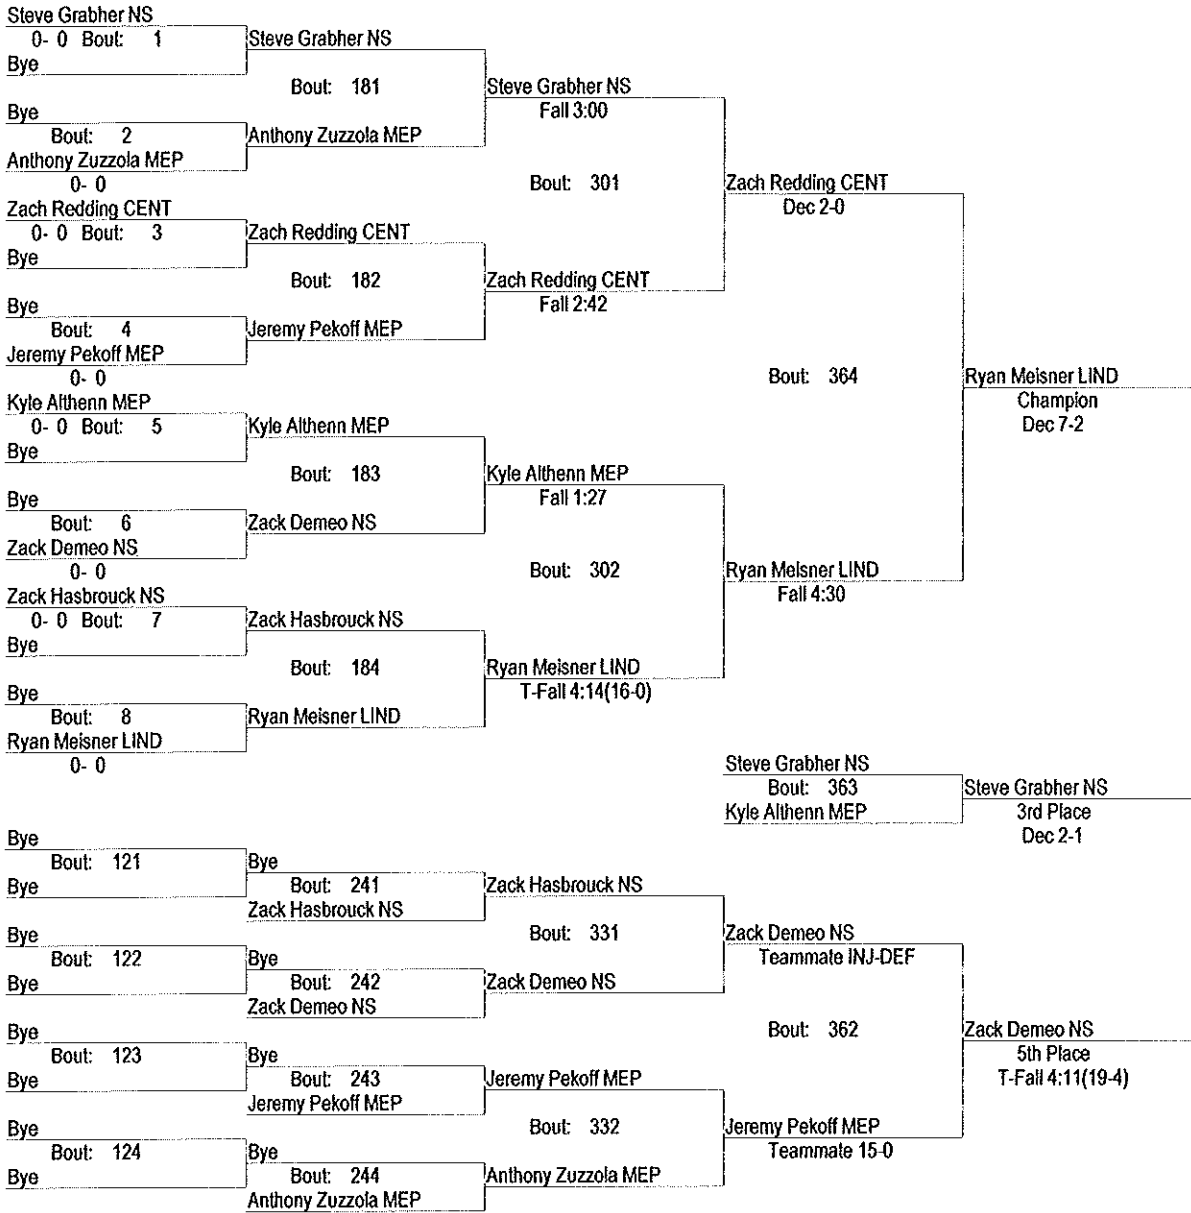 Steve Grabher NS
0- 0 Bout: 1
Bye
Steve Grabher NS
Bout: 181
Steve Grabher NS
Fall 3:00
Bye
Bout: 2
Anthony Zuzzola MEP
Anthony Zuzzola MEP
0- 0
Bout: 301
Zach Redding CENT
Dec 2-0
Zach Redding CENT
0- 0 Bout: 3
Bye
Zach Redding CENT
Bout: 182
Zach Redding CENT
Fall 2:42
Bye
Bout: 4
Jeremy Pekoff MEP
Jeremy Pekoff MEP
0- 0
Bout: 364
Ryan Meisner LIND
Champion
Dec 7-2
Kyle Althenn MEP
0- 0 Bout: 5
Bye
Kyle Althenn MEP
Bout: 183
Kyle Althenn MEP
Fall 1:27
Bye
Bout: 6
Zack Demeo NS
Zack Demeo NS
0- 0
Bout: 302
Ryan Meisner LIND
Fall 4:30
Zack Hasbrouck NS
0- 0 Bout: 7
Bye
Zack Hasbrouck NS
Bout: 184
Ryan Meisner LIND
T-Fall 4:14(16-0)
Bye
Bout: 8
Ryan Meisner LIND
Ryan Meisner LIND
0- 0
Steve Grabher NS
Bout: 363
Kyle Althenn MEP
Steve Grabher NS
3rd Place
Dec 2-1
Bye
Bout: 121
Bye
Bye
Bout: 241
Zack Hasbrouck NS
Zack Hasbrouck NS
Bout: 331
Zack Demeo NS
Teammate INJ-DEF
Bye
Bout: 122
Bye
Bye
Bout: 242
Zack Demeo NS
Zack Demeo NS
Bout: 362
Zack Demeo NS
5th Place
T-Fall 4:11(19-4)
Bye
Bout: 123
Bye
Bye
Bout: 243
Jeremy Pekoff MEP
Jeremy Pekoff MEP
Bout: 332
Jeremy Pekoff MEP
Teammate 15-0
Bye
Bout: 124
Bye
Bye
Bout: 244
Anthony Zuzzola MEP
Anthony Zuzzola MEP